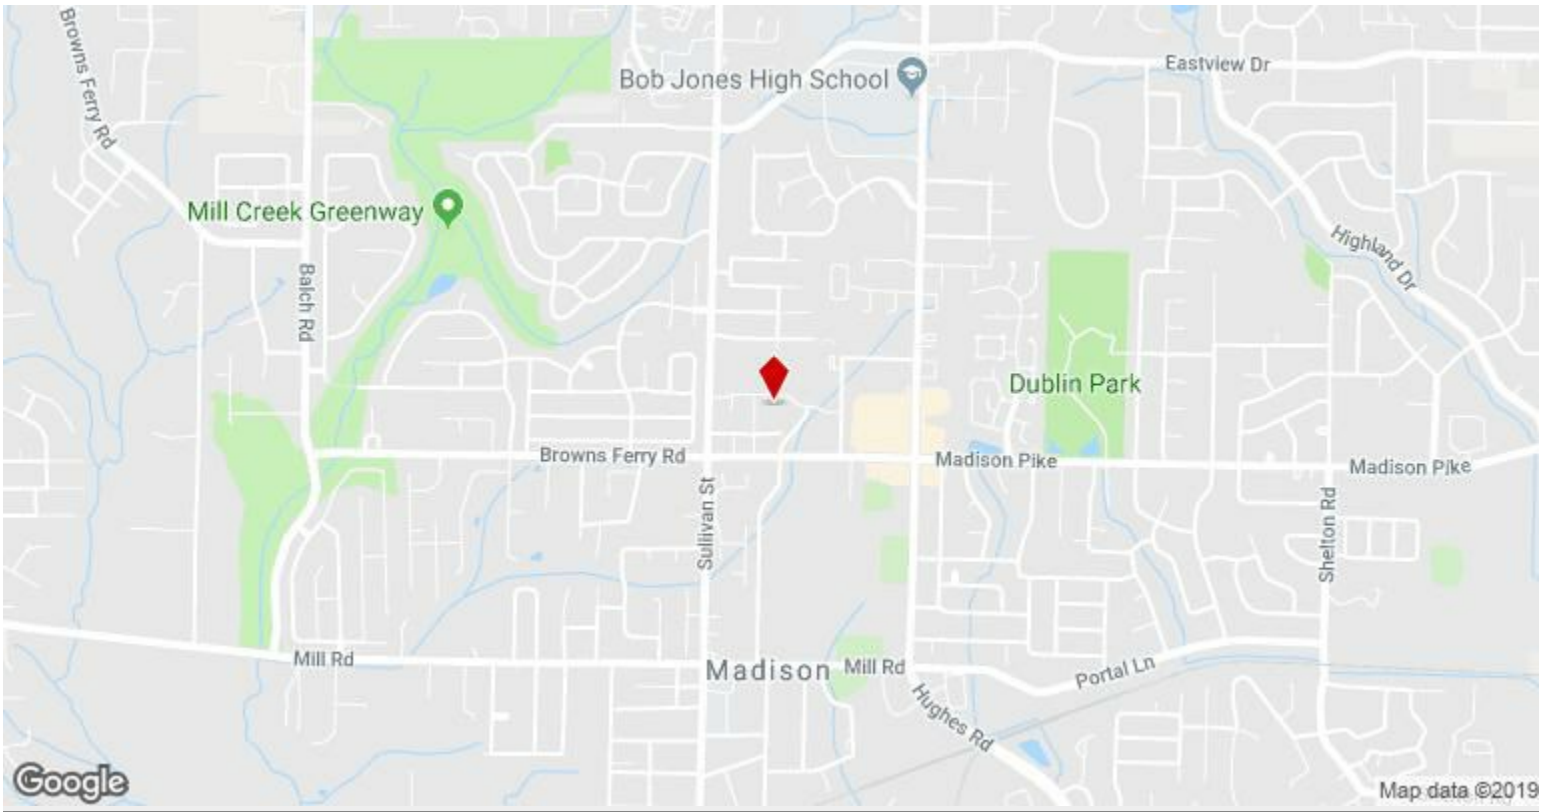 Browns Ferry Rd
Eastview Dr
Bob Jones High School
Mill Creek Greenway
Highland Dr
Balch Rd
Dublin Park
Browns Ferry Rd
Madison Pike
Madison Pike
Sullivan St
Shelton Rd
Mill Rd
Madison
Mill Rd
Portal Ln
Hughes Rd
Google
Map data ©2019